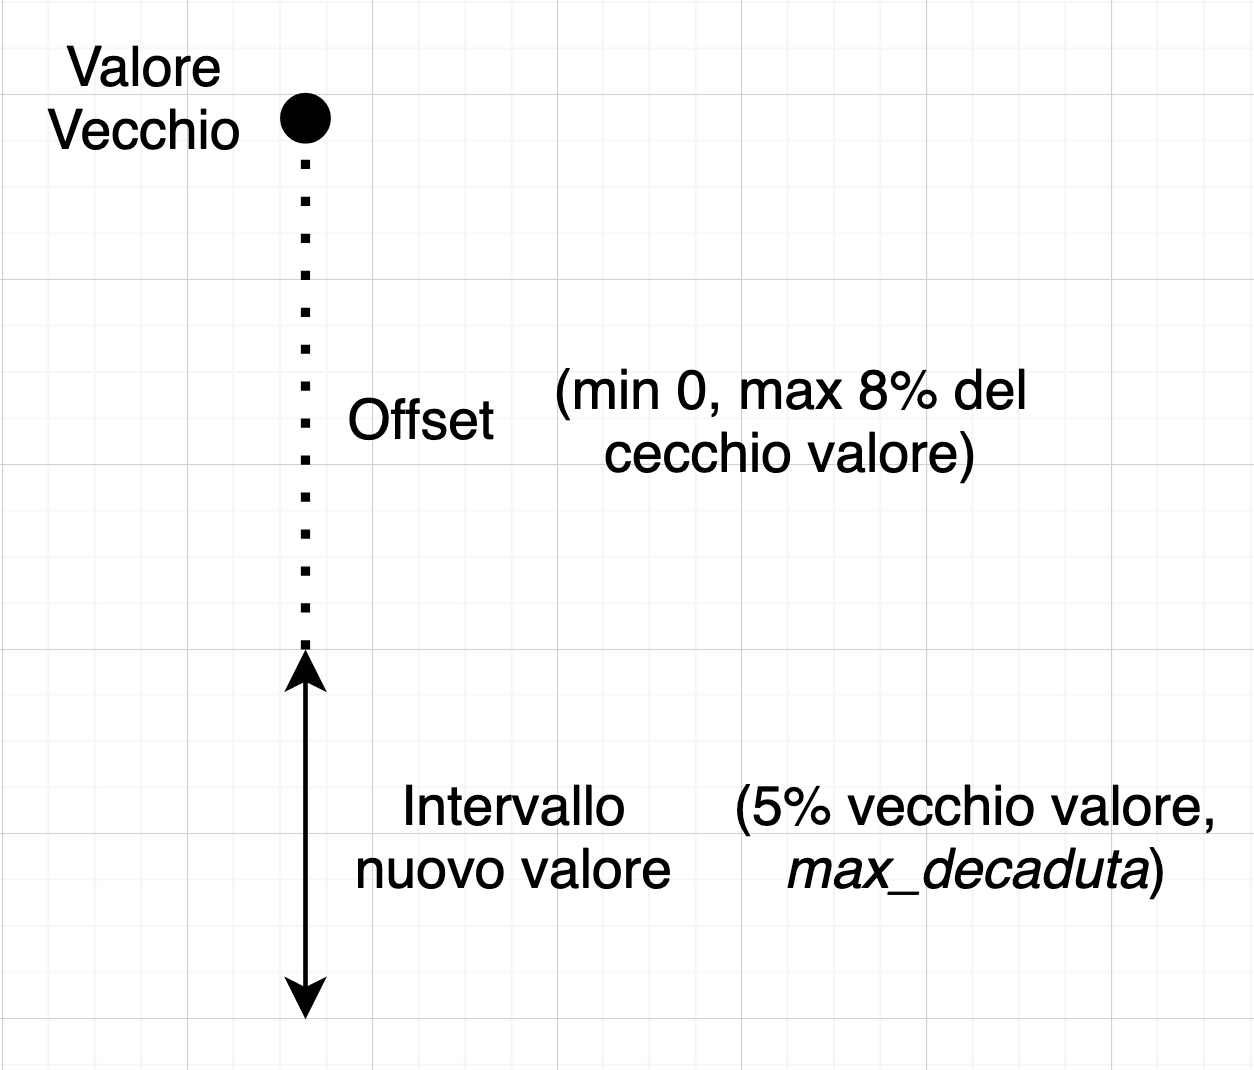 Valore
Vecchio
Offset
(min 0, max 8% del
cecchio valore)
Intervallo
nuovo valore
(5% vecchio valore,
max_decaduta)